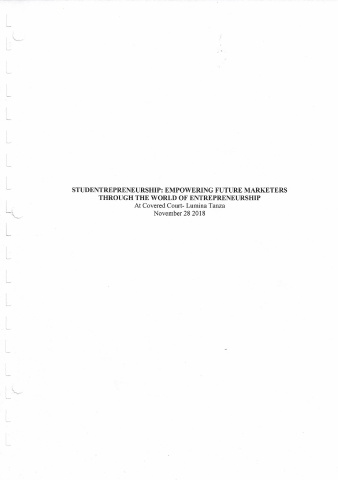 STUDENTREPRENEURSHIP: EMPOWERING FUTURE MARKETERS
THROUGH THE WORLD OF ENTREPRENEURSHIP
At Covered Court- Lumina Tanza
November 28 2018